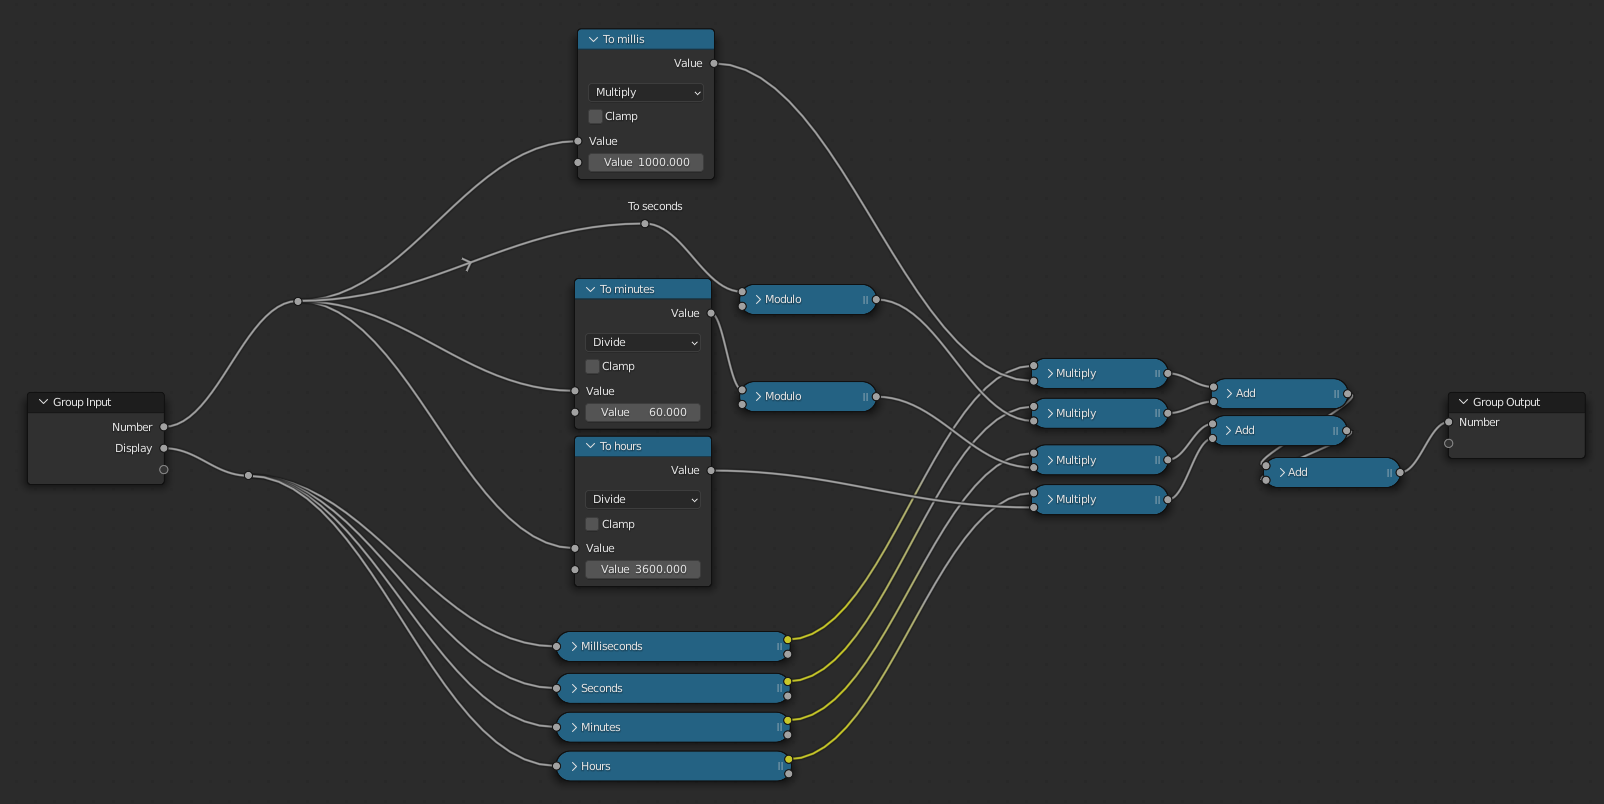 To millis
Value
Multiply
Clamp
Value
Value 1000.000
To seconds
To minutes
Value
Divide
Clamp
Value
Value 60.000
Modulo
Modulo
To hours
Value
Divide
Clamp
Value
Value 3600.000
Group Input
Number
Display
Multiply
Multiply
Multiply
Multiply
Add
Add
Add
Group Output
Number
Milliseconds
Seconds
Minutes
Hours